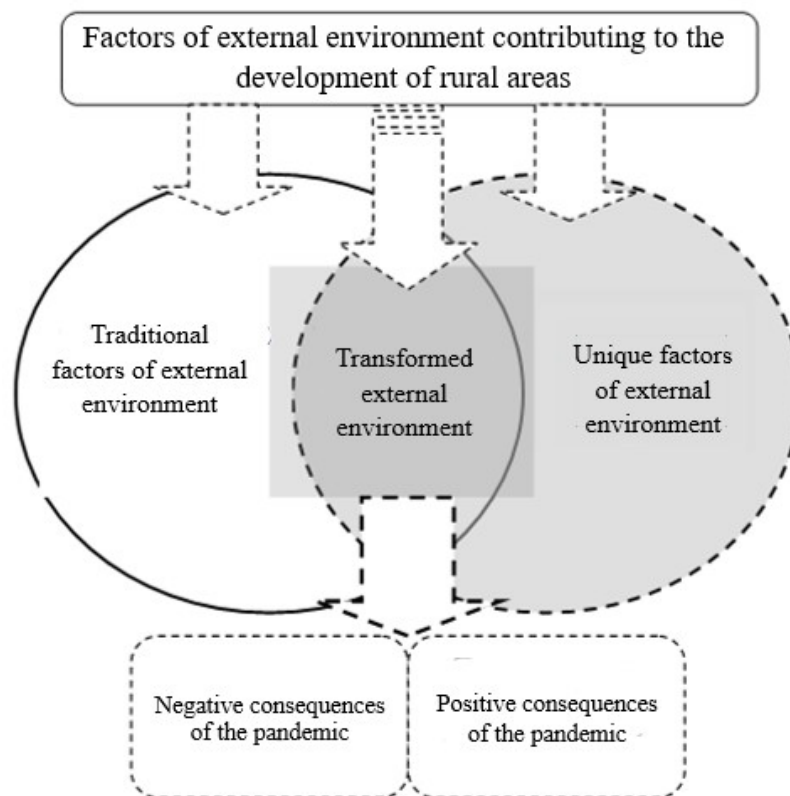 Factors of external environment contributing to the
development of rural areas
Traditional
factors of external
environment
Transformed
external
environment
Unique factors
of external
environment
Negative consequences
of the pandemic
Positive consequences
of the pandemic